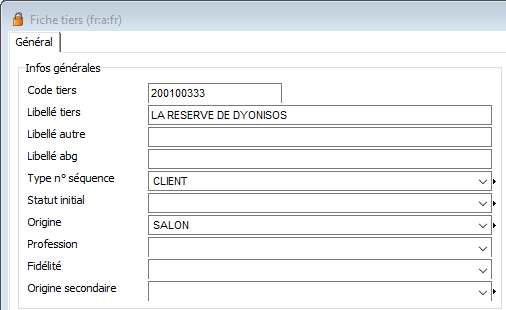 Fiche tiers (fr:a:fr)
Général
Infos générales
Code tiers 200100333
Libellé tiers LA RESERVE DE DYONISOS
Libellé autre
Libellé abg
Type n° séquence CLIENT
Statut initial
Origine SALON
Profession
Fidélité
Origine secondaire